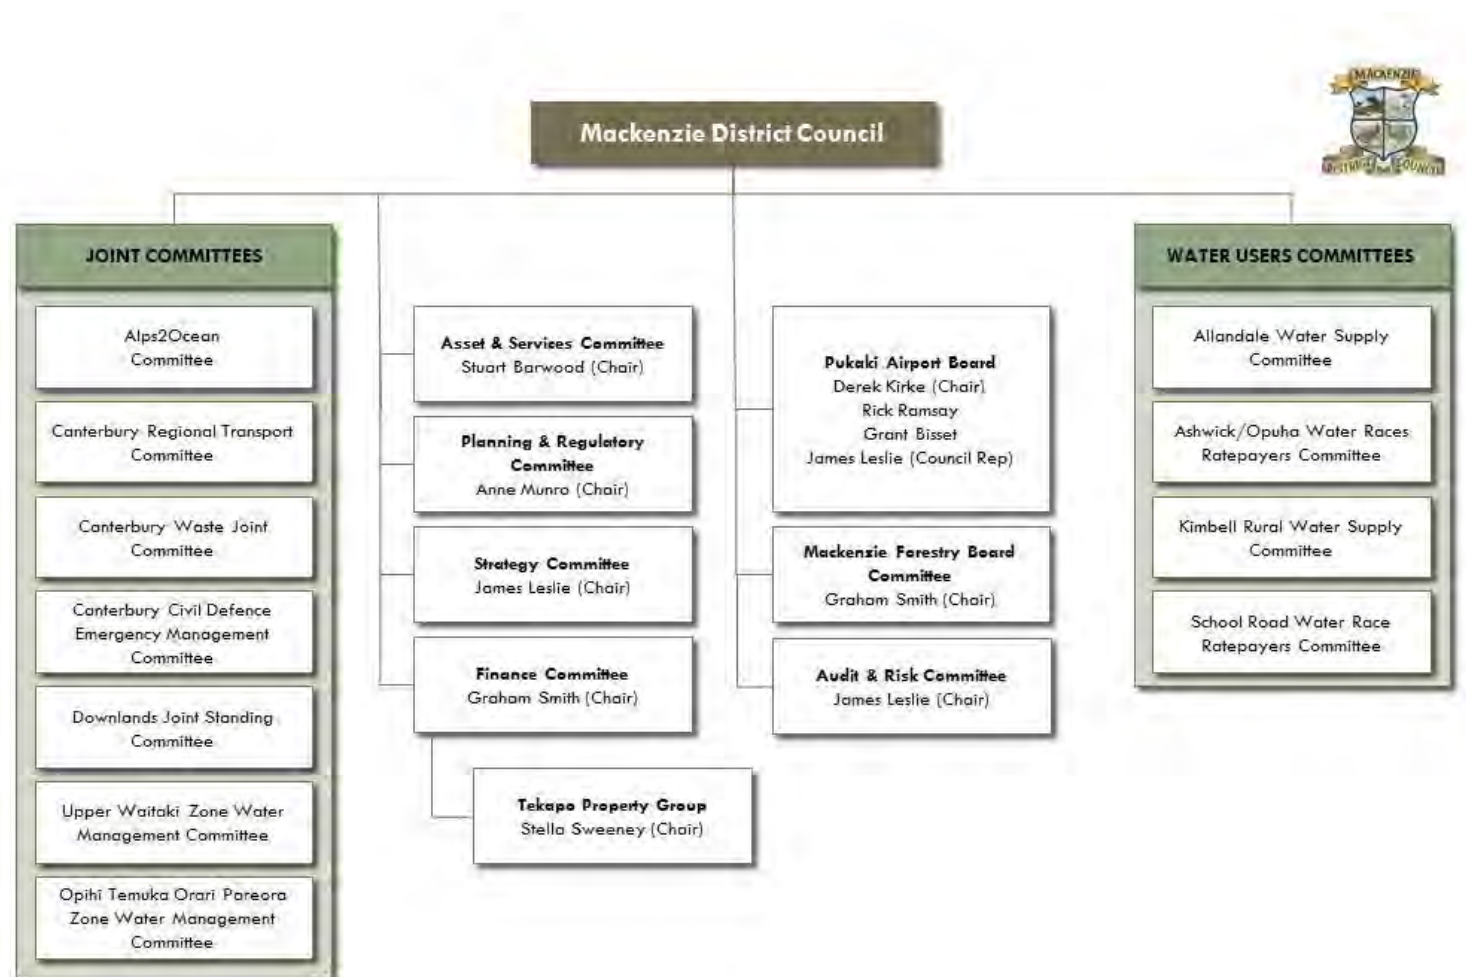 MACKENZIE
DISTRICT COUNCIL
Mackenzie District Council
JOINT COMMITTEES
Alps2Ocean
Committee
Canterbury Regional Transport
Committee
Canterbury Waste Joint
Committee
Canterbury Civil Defence
Emergency Management
Committee
Downlands Joint Standing
Committee
Upper Waitaki Zone Water
Management Committee
Opihi Temuka Orari Pareora
Zone Water Management
Committee
Asset & Services Committee
Stuart Barwood (Chair)
Planning & Regulatory
Committee
Anne Munro (Chair)
Strategy Committee
James Leslie (Chair)
Finance Committee
Graham Smith (Chair)
Tekapo Property Group
Stella Sweeney (Chair)
Pukaki Airport Board
Derek Kirke (Chair)
Rick Ramsay
Grant Bisset
James Leslie (Council Rep)
Mackenzie Forestry Board
Committee
Graham Smith (Chair)
Audit & Risk Committee
James Leslie (Chair)
WATER USERS COMMITTEES
Allandale Water Supply
Committee
Ashwick/Opuha Water Races
Ratepayers Committee
Kimbell Rural Water Supply
Committee
School Road Water Race
Ratepayers Committee